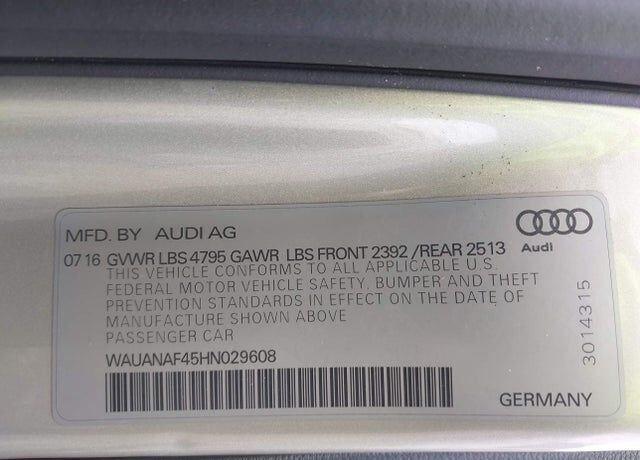 MFD. BY AUDI AG
07 16 GVWR LBS 4795 GAWR LBS FRONT 2392 /REAR 2513
Audi
THIS VEHICLE CONFORMS TO ALL APPLICABLE U.S.
FEDERAL MOTOR VEHICLE SAFETY, BUMPER AND THEFT
PREVENTION STANDARDS IN EFFECT ON THE DATE OF
MANUFACTURE SHOWN ABOVE
PASSENGER CAR
WAUANAF45HN029608
3014315
GERMANY